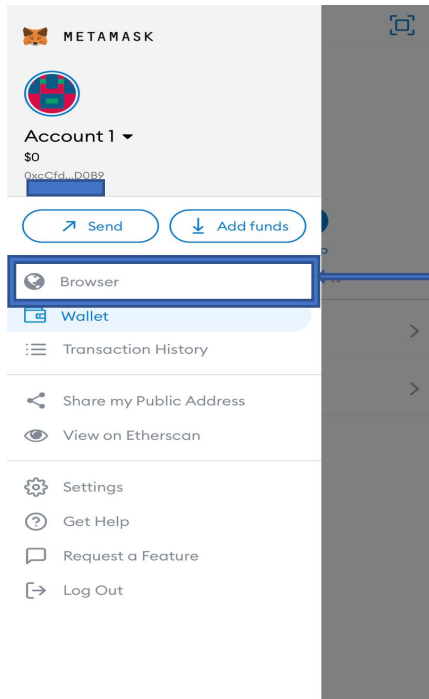 METAMASK
Account 1
$0
0xcCfd...D0B9
Send
Add funds
Browser
Wallet
Transaction History
Share my Public Address
View on Etherscan
Settings
Get Help
Request a Feature
Log Out